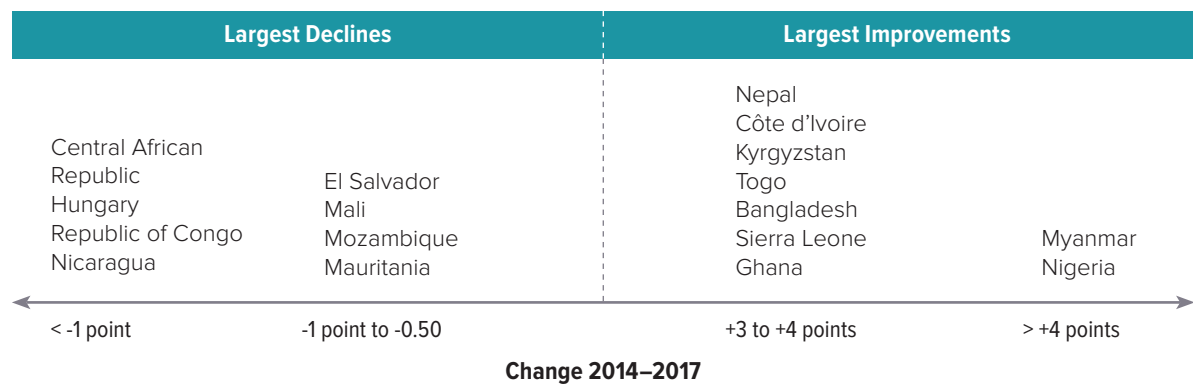 Largest Declines
Largest Improvements
Central African
Republic
Hungary
Republic of Congo
Nicaragua
El Salvador
Mali
Mozambique
Mauritania
Nepal
Côte d’Ivoire
Kyrgyzstan
Togo
Bangladesh
Sierra Leone
Ghana
Myanmar
Nigeria
< -1 point
-1 point to -0.50
+3 to +4 points
> +4 points
Change 2014–2017